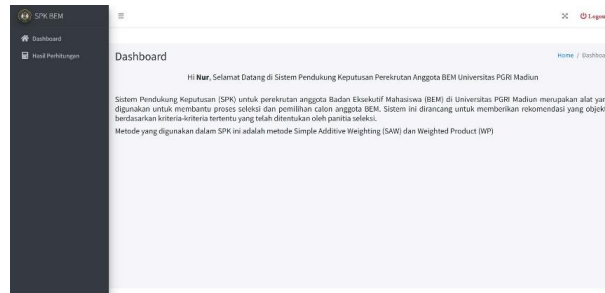 SPK BEM
Logout
Dashboard
Hasil Perhitungan
Dashboard
Home / Dashboard
Hi Nur, Selamat Datang di Sistem Pendukung Keputusan Perekrutan Anggota BEM Universitas PGRI Madiun
Sistem Pendukung Keputusan (SPK) untuk perekrutan anggota Badan Eksekutif Mahasiswa (BEM) di Universitas PGRI Madiun merupakan alat yang
digunakan untuk membantu proses seleksi dan pemilihan calon anggota BEM. Sistem ini dirancang untuk memberikan rekomendasi yang objektif
berdasarkan kriteria-kriteria tertentu yang telah ditentukan oleh panitia seleksi.
Metode yang digunakan dalam SPK ini adalah metode Simple Additive Weighting (SAW) dan Weighted Product (WP)